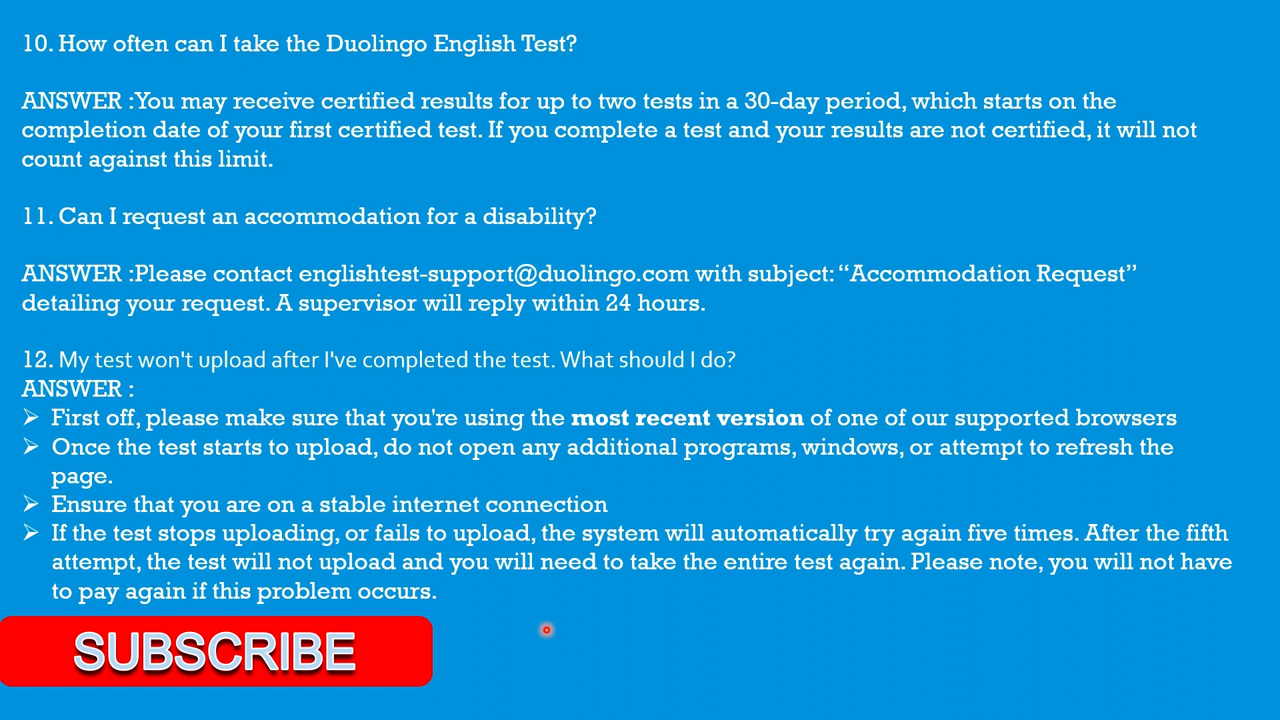 10. How often can I take the Duolingo English Test?
ANSWER :You may receive certified results for up to two tests in a 30-day period, which starts on the
completion date of your first certified test. If you complete a test and your results are not certified, it will not
count against this limit.
11. Can I request an accommodation for a disability?
ANSWER :Please contact englishtest-support@duolingo.com with subject: “Accommodation Request”
detailing your request. A supervisor will reply within 24 hours.
12. My test won't upload after I've completed the test. What should I do?
ANSWER :
➢ First off, please make sure that you're using the most recent version of one of our supported browsers
➢ Once the test starts to upload, do not open any additional programs, windows, or attempt to refresh the
page.
➢ Ensure that you are on a stable internet connection
➢ If the test stops uploading, or fails to upload, the system will automatically try again five times. After the fifth
attempt, the test will not upload and you will need to take the entire test again. Please note, you will not have
to pay again if this problem occurs.
SUBSCRIBE